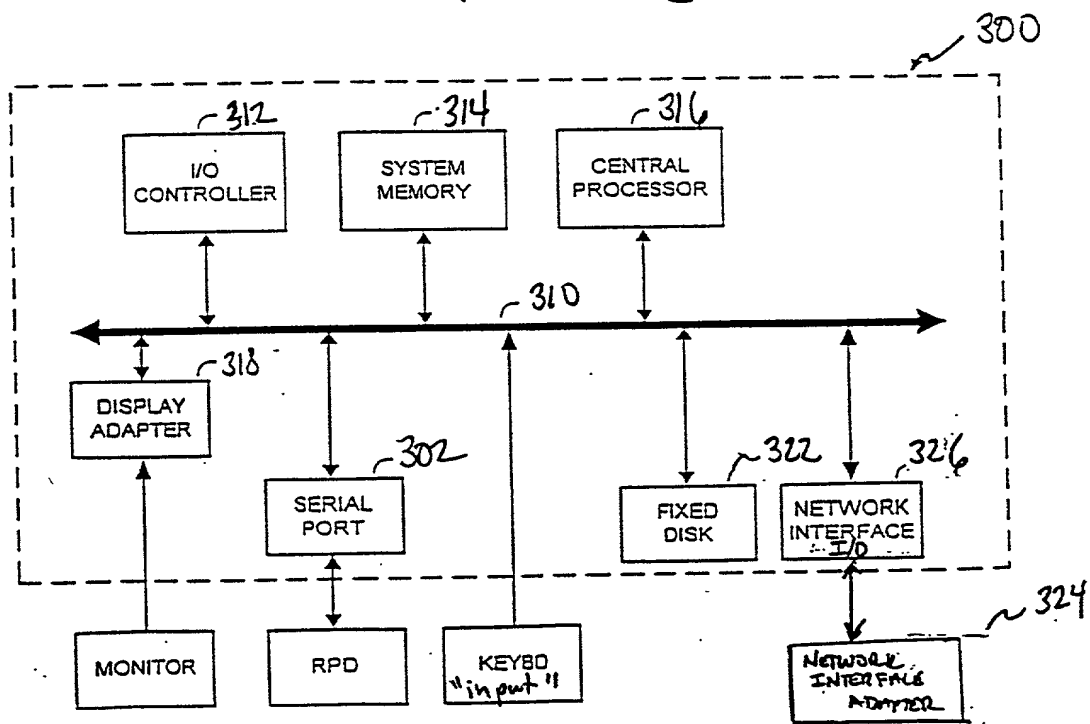 300
312
314
316
I/O
CONTROLLER
SYSTEM
MEMORY
CENTRAL
PROCESSOR
310
318
DISPLAY
ADAPTER
302
322
326
SERIAL
PORT
FIXED
DISK
NETWORK
INTERFACE
I/O
324
MONITOR
RPD
KEYBD
"input"
NETWORK
INTERFACE
ADAPTER